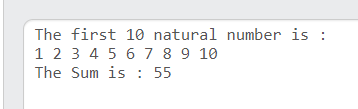 The first 10 natural number is :
1 2 3 4 5 6 7 8 9 10
The Sum is : 55